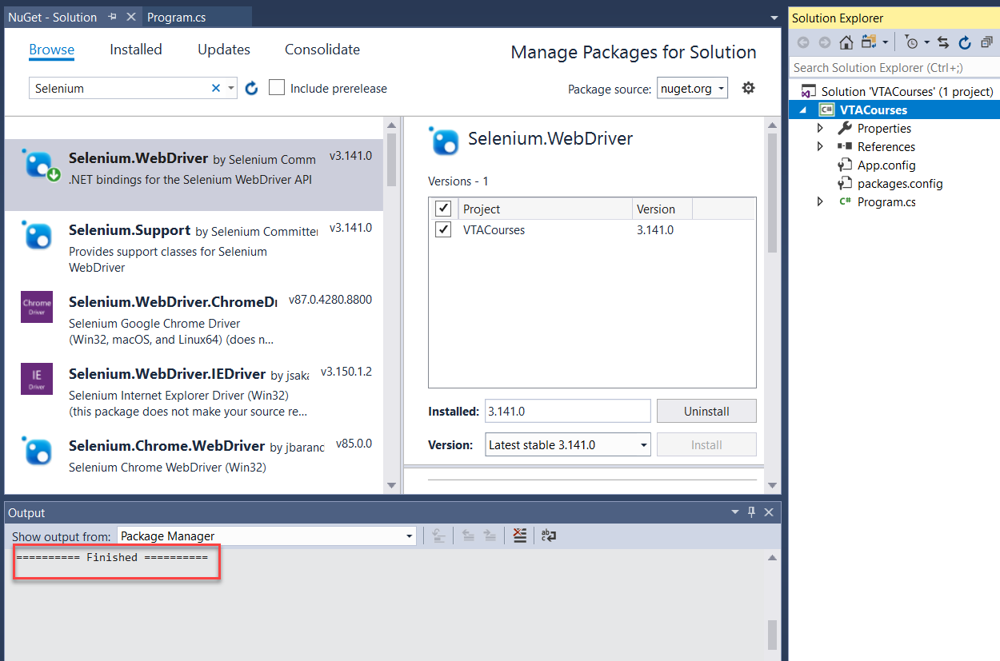 NuGet - Solution
Program.cs
Browse
Installed
Updates
Consolidate
Manage Packages for Solution
Selenium
Include prerelease
Package source: nuget.org
Selenium.WebDriver by Selenium Comm
v3.141.0
.NET bindings for the Selenium WebDriver API
Selenium.Support by Selenium Committer
v3.141.0
Provides support classes for Selenium
WebDriver
Chrome
Driver
Selenium.WebDriver.ChromeDr
v87.0.4280.8800
Selenium Google Chrome Driver
(Win32, macOS, and Linux64) (does n...
IE
Driver
Selenium.WebDriver.IEDriver by jsaka
v3.150.1.2
Selenium Internet Explorer Driver (Win32)
(this package does not make your source re...
Selenium.Chrome.WebDriver by jbaranc
v85.0.0
Selenium Chrome WebDriver (Win32)
Selenium.WebDriver
Versions - 1
Project Version
VTACourses 3.141.0
Installed: 3.141.0 Uninstall
Version: Latest stable 3.141.0 Install
Output
Show output from: Package Manager
========== Finished ==========
Solution Explorer
Search Solution Explorer (Ctrl+;)
Solution 'VTACourses' (1 project)
C# VTACourses
Properties
References
App.config
packages.config
C# Program.cs